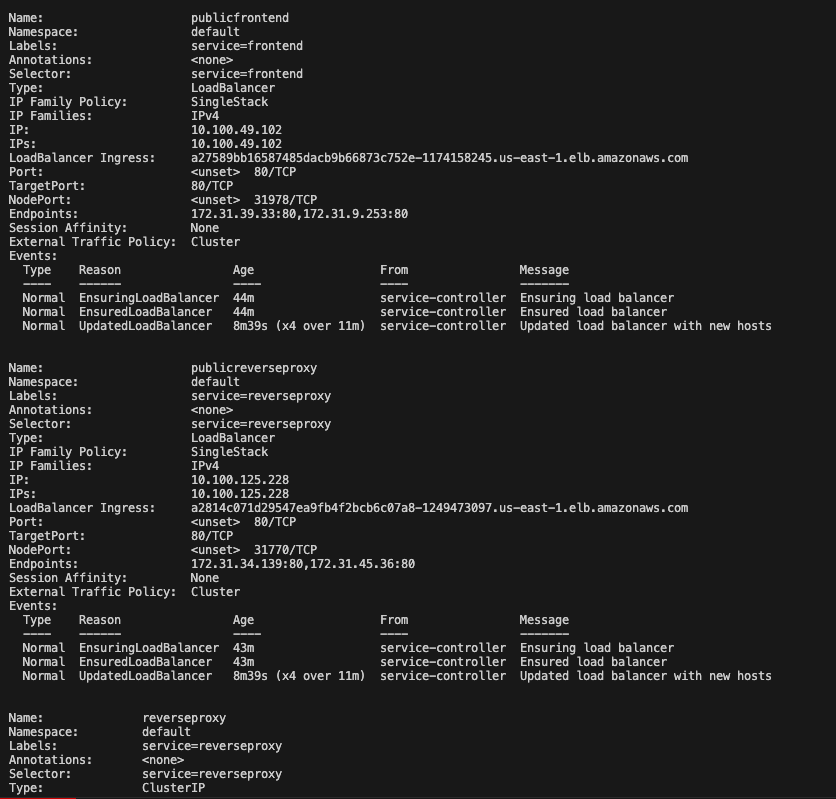 Name:                     publicfrontend
Namespace:                default
Labels:                   service=frontend
Annotations:              <none>
Selector:                 service=frontend
Type:                     LoadBalancer
IP Family Policy:         SingleStack
IP Families:              IPv4
IP:                       10.100.49.102
IPs:                      10.100.49.102
LoadBalancer Ingress:     a27589bb16587485dacb9b66873c752e-1174158245.us-east-1.elb.amazonaws.com
Port:                     <unset>  80/TCP
TargetPort:               80/TCP
NodePort:                 <unset>  31978/TCP
Endpoints:                172.31.39.33:80,172.31.9.253:80
Session Affinity:         None
External Traffic Policy:  Cluster
Events:
  Type    Reason                Age                   From                Message
  ----    ------                ----                  ----                -------
  Normal  EnsuringLoadBalancer  44m                   service-controller  Ensuring load balancer
  Normal  EnsuredLoadBalancer   44m                   service-controller  Ensured load balancer
  Normal  UpdatedLoadBalancer   8m39s (x4 over 11m)  service-controller  Updated load balancer with new hosts
Name:                     publicreverseproxy
Namespace:                default
Labels:                   service=reverseproxy
Annotations:              <none>
Selector:                 service=reverseproxy
Type:                     LoadBalancer
IP Family Policy:         SingleStack
IP Families:              IPv4
IP:                       10.100.125.228
IPs:                      10.100.125.228
LoadBalancer Ingress:     a2814c071d29547ea9fb4f2bcb6c07a8-1249473097.us-east-1.elb.amazonaws.com
Port:                     <unset>  80/TCP
TargetPort:               80/TCP
NodePort:                 <unset>  31770/TCP
Endpoints:                172.31.34.139:80,172.31.45.36:80
Session Affinity:         None
External Traffic Policy:  Cluster
Events:
  Type    Reason                Age                   From                Message
  ----    ------                ----                  ----                -------
  Normal  EnsuringLoadBalancer  43m                   service-controller  Ensuring load balancer
  Normal  EnsuredLoadBalancer   43m                   service-controller  Ensured load balancer
  Normal  UpdatedLoadBalancer   8m39s (x4 over 11m)  service-controller  Updated load balancer with new hosts
Name:              reverseproxy
Namespace:         default
Labels:            service=reverseproxy
Annotations:       <none>
Selector:          service=reverseproxy
Type:              ClusterIP